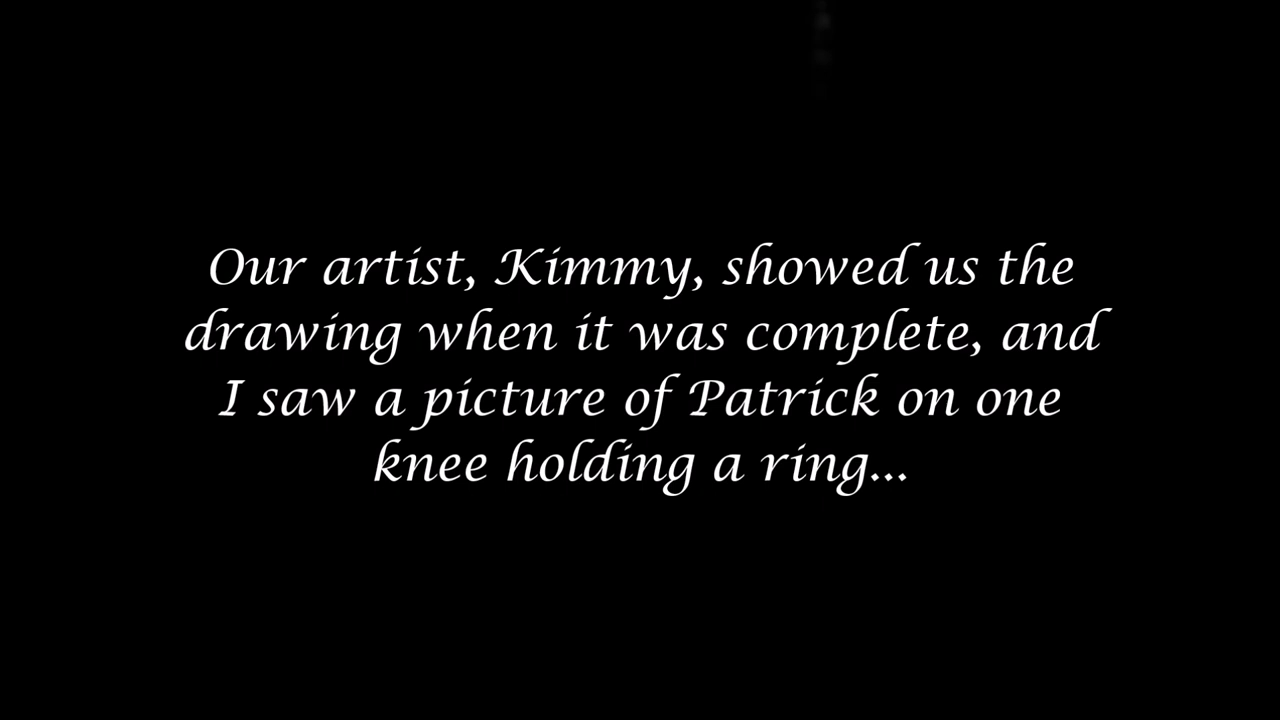 Our artist, Kimmy, showed us the
drawing when it was complete, and
I saw a picture of Patrick on one
knee holding a ring...